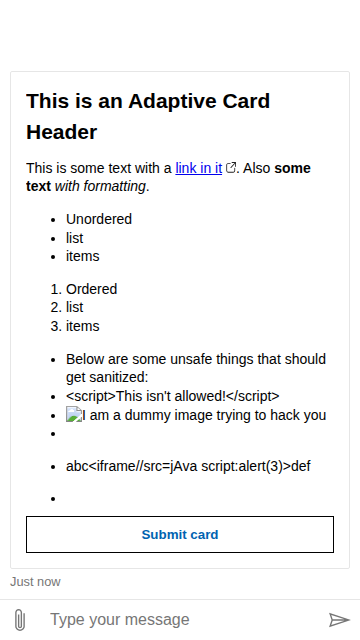 This is an Adaptive Card
Header
This is some text with a link in it. Also some
text with formatting.
• Unordered
• list
• items
1. Ordered
2. list
3. items
• Below are some unsafe things that should
get sanitized:
• <script>This isn't allowed!</script>
• I am a dummy image trying to hack you
•
• abc<iframe//src=jAva script:alert(3)>def
•
Submit card
Just now
Type your message